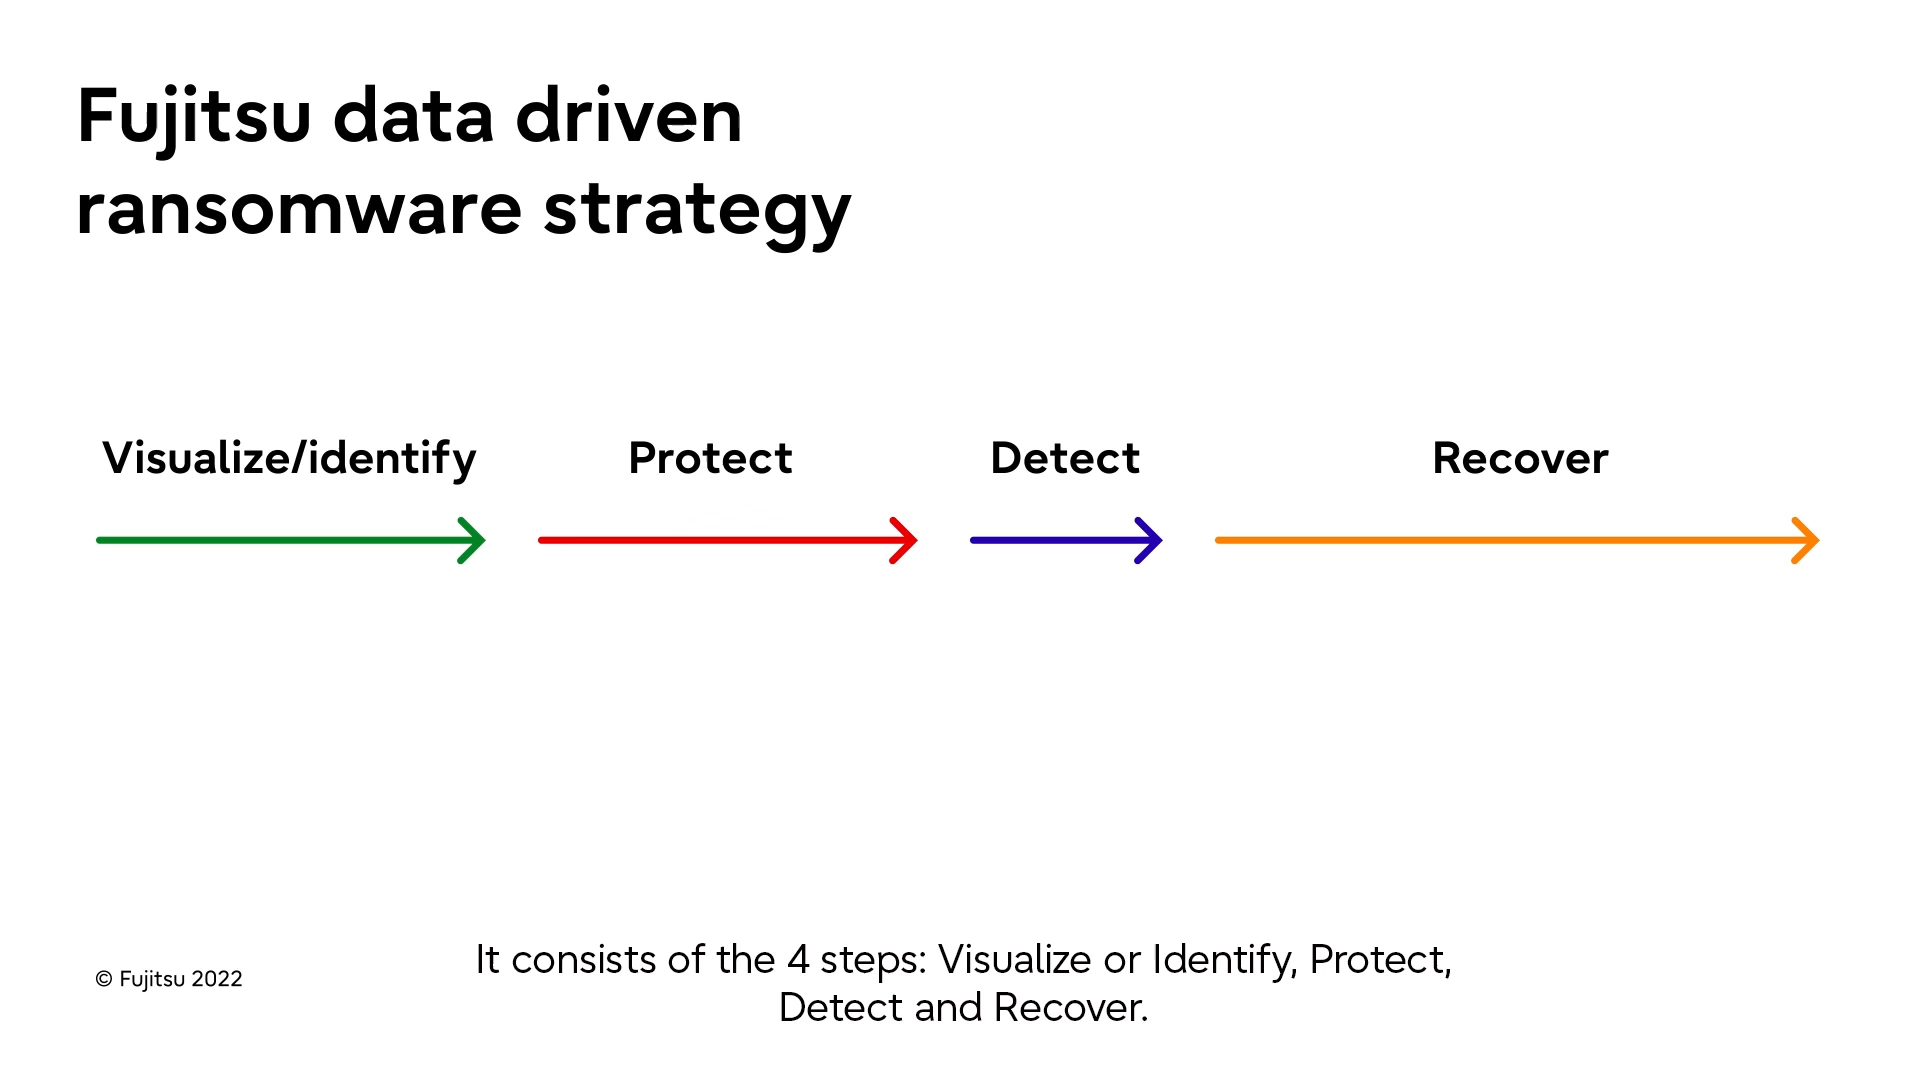 Fujitsu data driven
ransomware strategy
Visualize/identify
Protect
Detect
Recover
© Fujitsu 2022
It consists of the 4 steps: Visualize or Identify, Protect,
Detect and Recover.